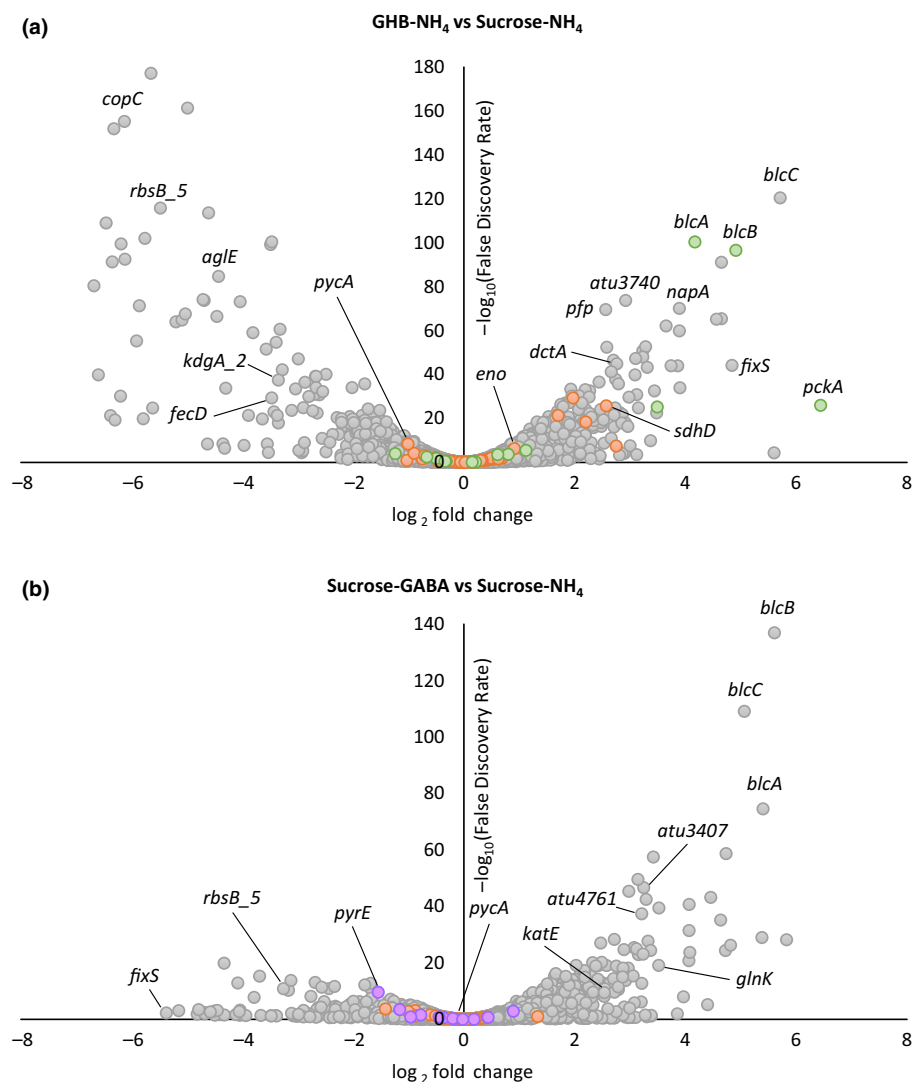 (a)
GHB-NH₄ vs Sucrose-NH₄
180
160
140
120
100
80
60
40
20
0
−log₁₀(False Discovery Rate)
copC
rbsB_5
aglE
pycA
kdgA_2
fecD
blcC
blcA
blcB
atu3740
napA
pfp
dctA
fixS
eno
pckA
sdhD
−8 −6 −4 −2 0 2 4 6 8
log ₂ fold change
(b)
Sucrose-GABA vs Sucrose-NH₄
140
120
100
80
60
40
20
0
−log₁₀(False Discovery Rate)
blcB
blcC
blcA
atu3407
atu4761
rbsB_5
pyrE
pycA
katE
fixS
glnK
−8 −6 −4 −2 0 2 4 6 8
log ₂ fold change